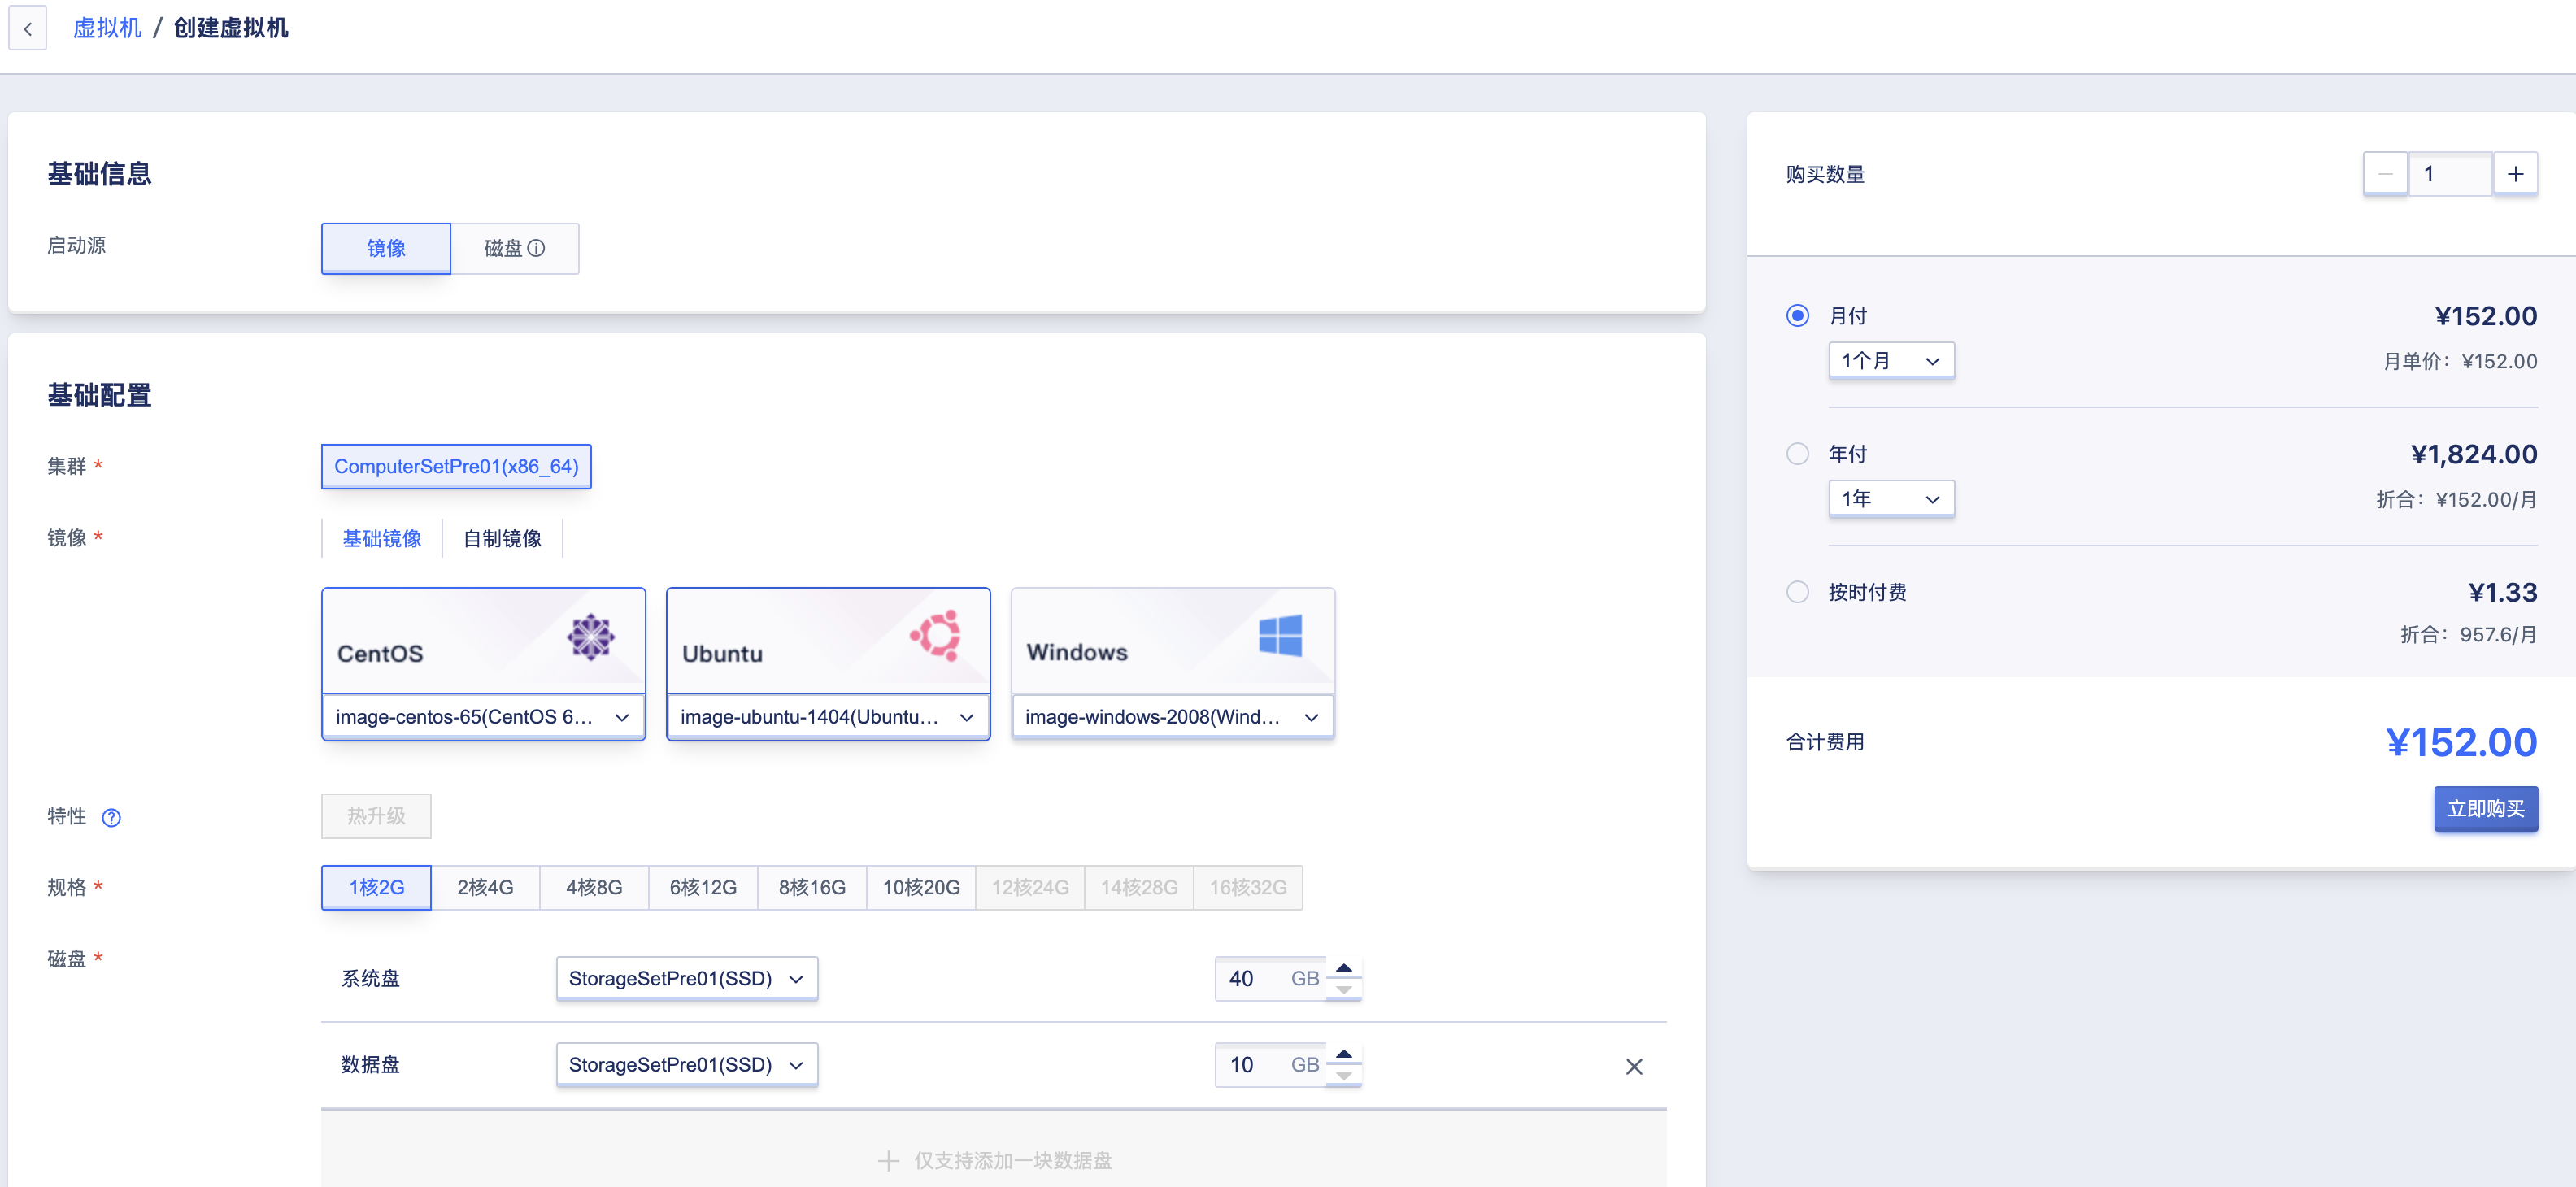 虚拟机 / 创建虚拟机
基础信息
启动源
镜像
磁盘
基础配置
集群 *
ComputerSetPre01(x86_64)
镜像 *
基础镜像
自制镜像
CentOS
image-centos-65(CentOS 6...
Ubuntu
image-ubuntu-1404(Ubuntu...
Windows
image-windows-2008(Wind...
特性
热升级
规格 *
1核2G
2核4G
4核8G
6核12G
8核16G
10核20G
12核24G
14核28G
16核32G
磁盘 *
系统盘
StorageSetPre01(SSD)
40 GB
数据盘
StorageSetPre01(SSD)
10 GB
仅支持添加一块数据盘
购买数量
1
月付
¥152.00
1个月
月单价：¥152.00
年付
¥1,824.00
1年
折合：¥152.00/月
按时付费
¥1.33
折合：957.6/月
合计费用
¥152.00
立即购买